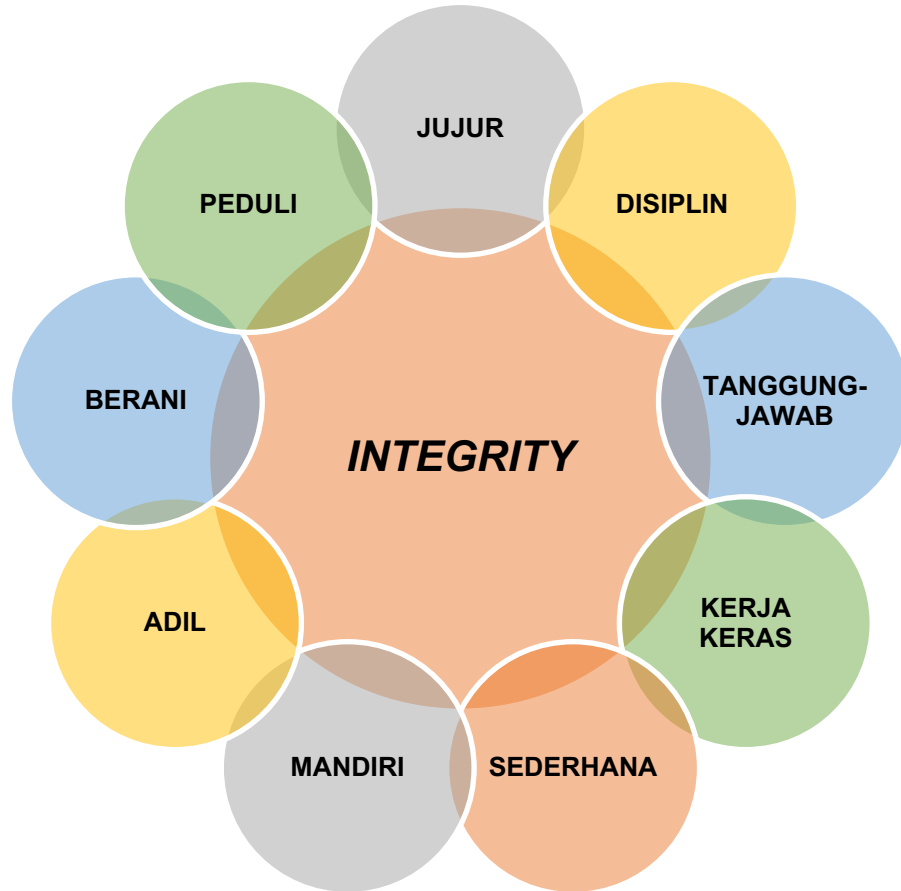 JUJUR
DISIPLIN
TANGGUNG-
JAWAB
KERJA
KERAS
SEDERHANA
MANDIRI
ADIL
BERANI
PEDULI
INTEGRITY